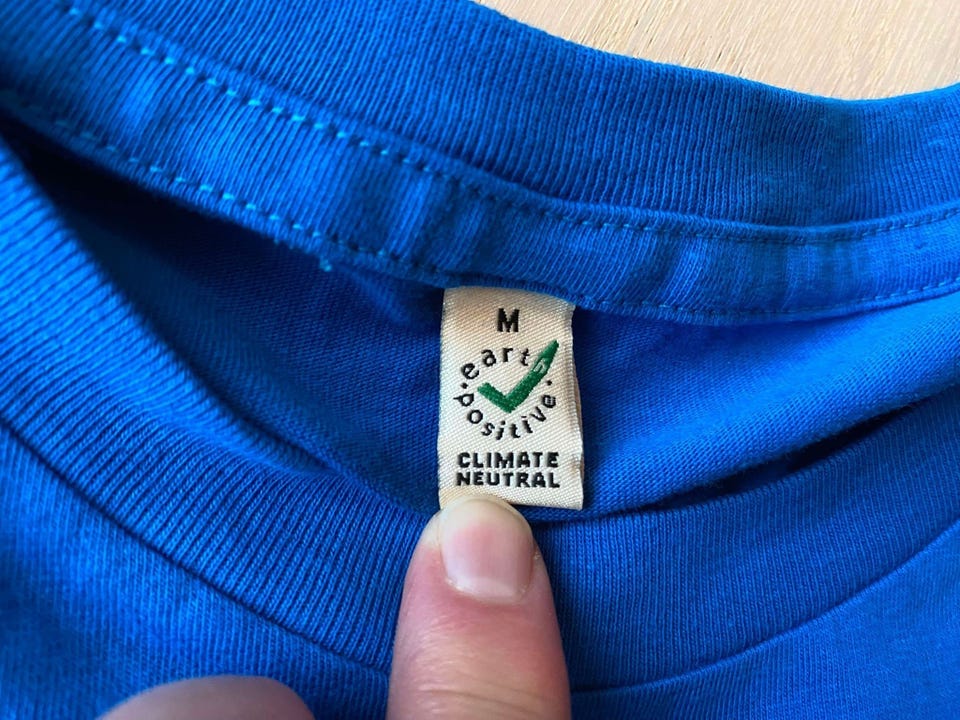 M
earth
positive
CLIMATE
NEUTRAL